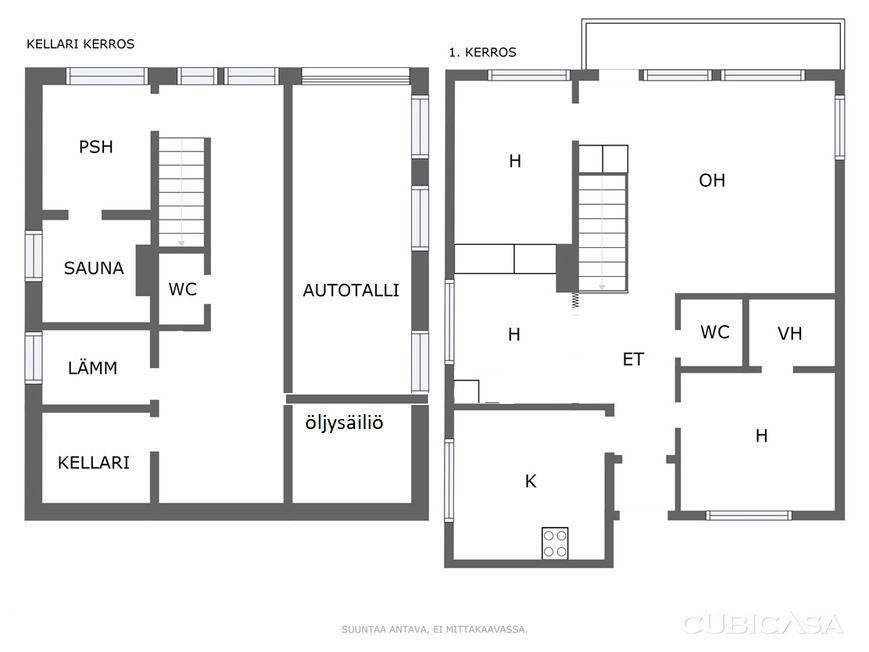 KELLARI KERROS
PSH
SAUNA
WC
AUTOTALLI
LÄMM
öljysäiliö
KELLARI
1. KERROS
H
OH
H
ET
WC
VH
H
K
SUUNTAA ANTAVA, EI MITTAKAAVASSA.
CUBICASA